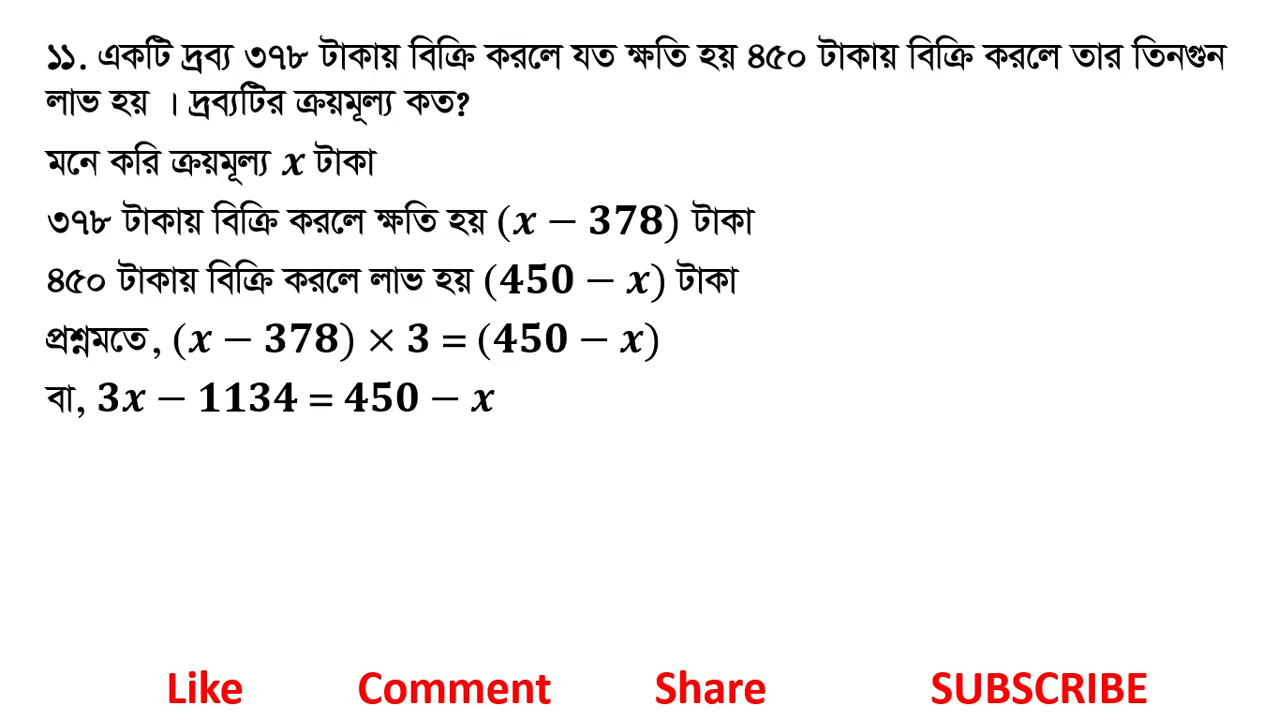 ১১. একটি দ্রব্য ৩৭৮ টাকায় বিক্রি করলে যত ক্ষতি হয় ৪৫০ টাকায় বিক্রি করলে তার তিনগুন
লাভ হয় । দ্রব্যটির ক্রয়মূল্য কত?
মনে করি ক্রয়মূল্য x টাকা
৩৭৮ টাকায় বিক্রি করলে ক্ষতি হয় (x − 378) টাকা
৪৫০ টাকায় বিক্রি করলে লাভ হয় (450 − x) টাকা
প্রশ্নমতে, (x − 378) × 3 = (450 − x)
বা, 3x − 1134 = 450 − x
Like Comment Share SUBSCRIBE